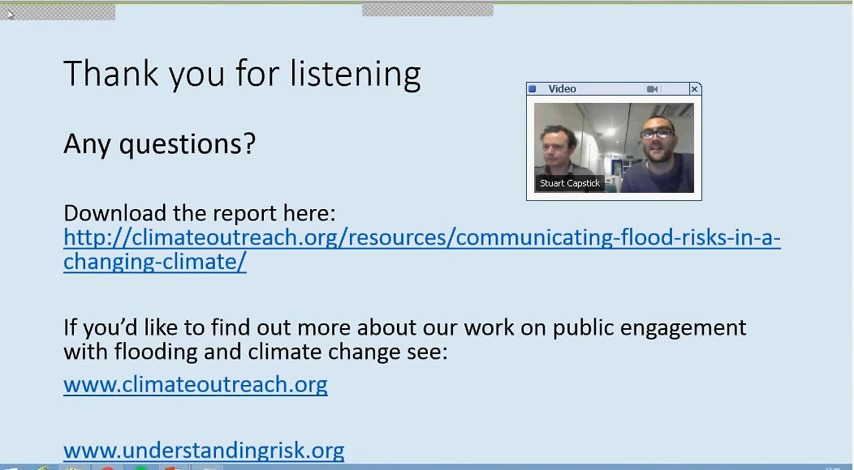 Thank you for listening
Video
Any questions?
Stuart Capstick
Download the report here:
http://climateoutreach.org/resources/communicating-flood-risks-in-a-
changing-climate/
If you’d like to find out more about our work on public engagement
with flooding and climate change see:
www.climateoutreach.org
www.understandingrisk.org